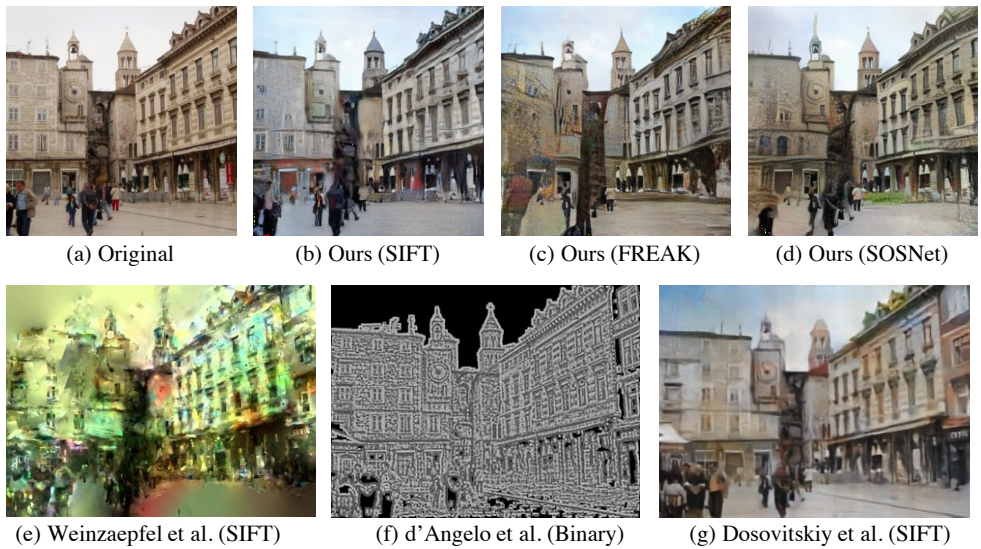 (a) Original
(b) Ours (SIFT)
(c) Ours (FREAK)
(d) Ours (SOSNet)
(e) Weinzaepfel et al. (SIFT)
(f) d’Angelo et al. (Binary)
(g) Dosovitskiy et al. (SIFT)